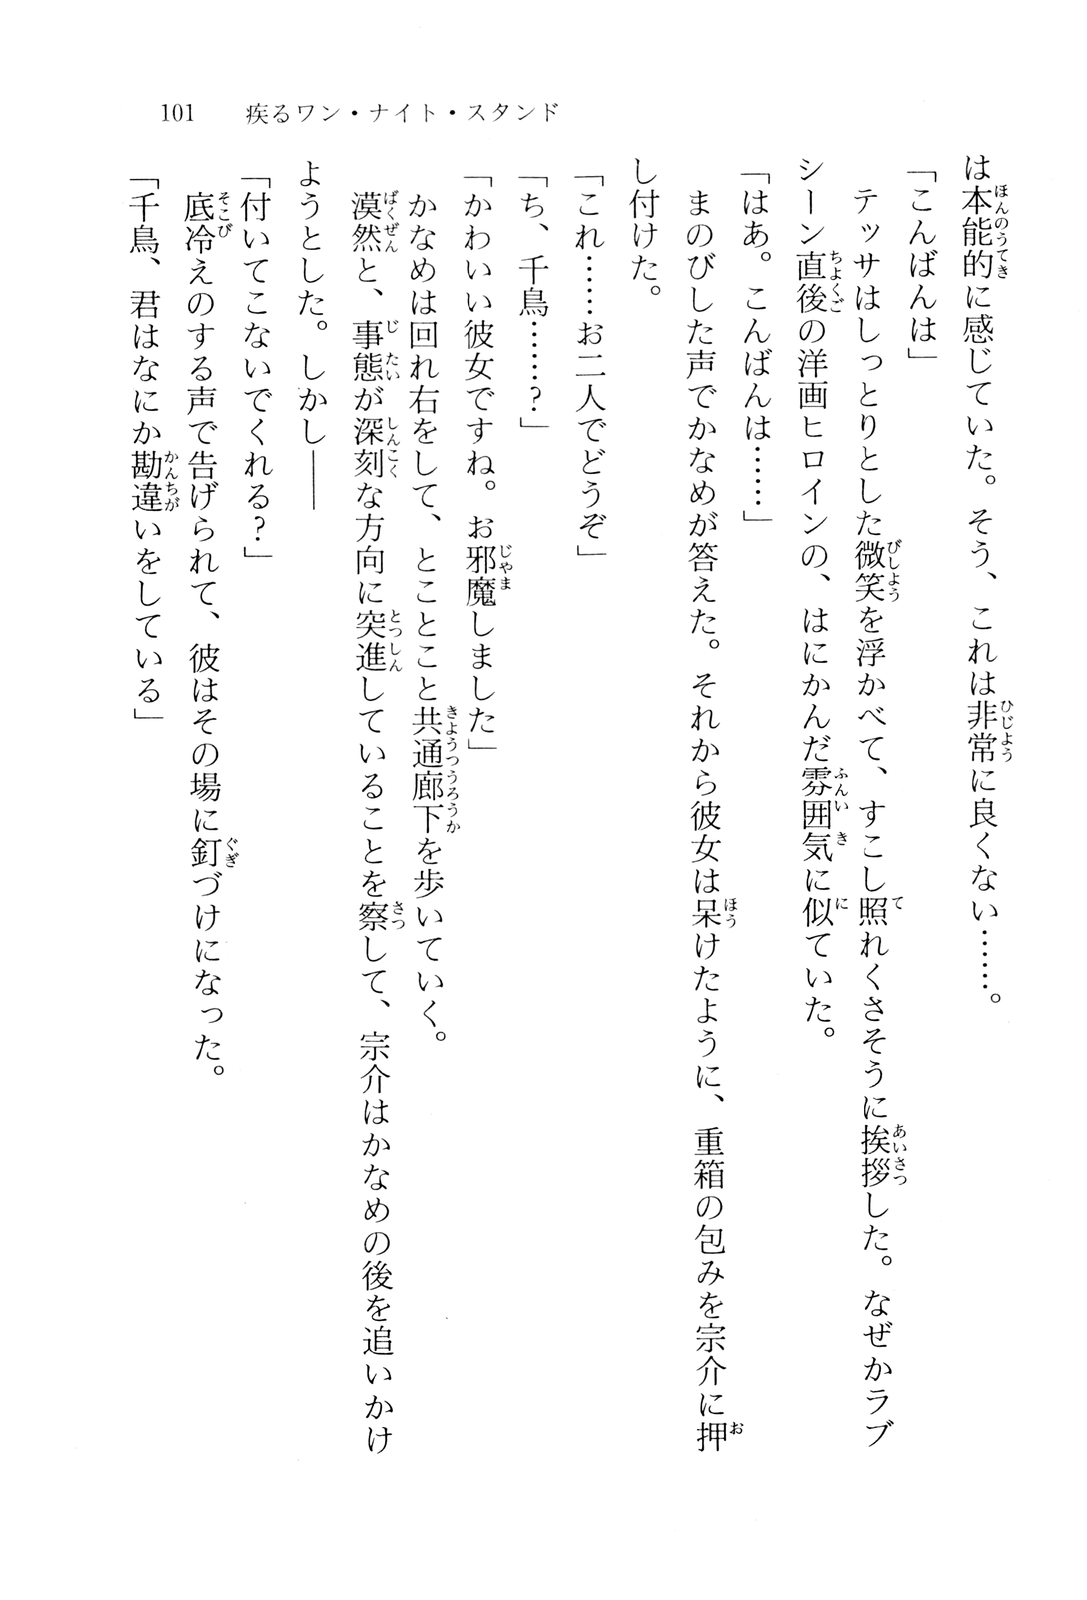 101　疾るワン・ナイト・スタンド
は本能的に感じていた。そう、これは非常に良くない……。
「こんばんは」
　テッサはしっとりとした微笑を浮かべて、すこし照れくさそうに挨拶した。なぜかラブ
シーン直後の洋画ヒロインの、はにかんだ雰囲気に似ていた。
「はあ。こんばんは……」
　まのびした声でかなめが答えた。それから彼女は呆けたように、重箱の包みを宗介に押
し付けた。
「これ……お二人でどうぞ」
「ち、千鳥……？」
「かわいい彼女ですね。お邪魔しました」
　かなめは回れ右をして、とことこと共通廊下を歩いていく。
　漠然と、事態が深刻な方向に突進していることを察して、宗介はかなめの後を追いかけ
ようとした。しかし――
「付いてこないでくれる？」
　底冷えのする声で告げられて、彼はその場に釘づけになった。
「千鳥、君はなにか勘違いをしている」